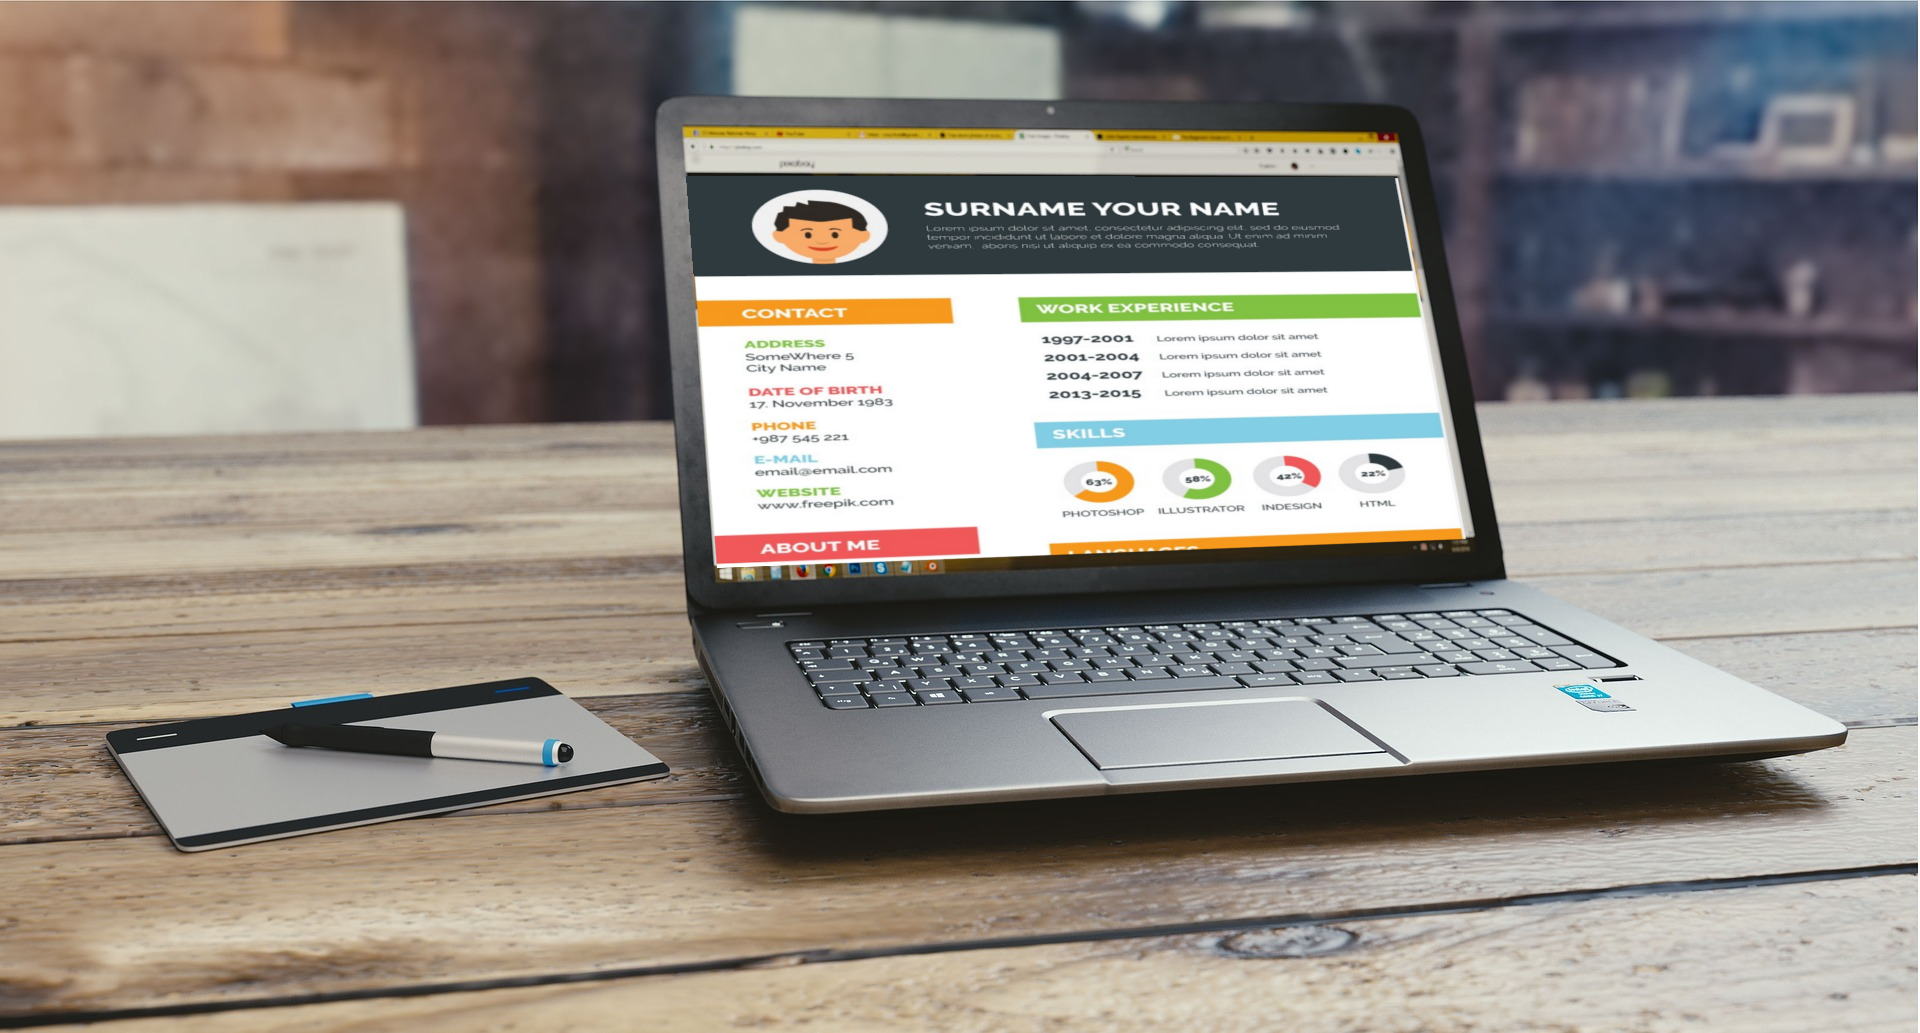 YouTube
pixabay
SURNAME YOUR NAME
Lorem ipsum dolor sit amet, consectetur adipiscing elit, sed do eiusmod
tempor incididunt ut labore et dolore magna aliqua. Ut enim ad minim
veniam, aboris nisi ut aliquip ex ea commodo consequat.
CONTACT
ADDRESS
SomeWhere 5
City Name
DATE OF BIRTH
17. November 1983
PHONE
+987 545 221
E-MAIL
email@email.com
WEBSITE
www.freepik.com
ABOUT ME
WORK EXPERIENCE
1997-2001 Lorem ipsum dolor sit amet
2001-2004 Lorem ipsum dolor sit amet
2004-2007 Lorem ipsum dolor sit amet
2013-2015 Lorem ipsum dolor sit amet
SKILLS
63% 58% 42% 22%
PHOTOSHOP ILLUSTRATOR INDESIGN HTML
LANGUAGES